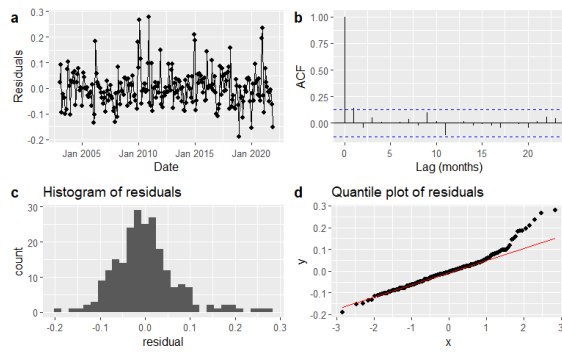 a
0.3
0.2
0.1
0.0
-0.1
-0.2
Residuals
Jan 2005 Jan 2010 Jan 2015 Jan 2020
Date
b
1.00
0.75
0.50
0.25
0.00
ACF
0 10 20
Lag (months)
c Histogram of residuals
30
20
10
0
count
-0.2 -0.1 0.0 0.1 0.2 0.3
residual
d Quantile plot of residuals
0.3
0.2
0.1
0.0
-0.1
-0.2
y
-3 -2 -1 0 1 2 3
x